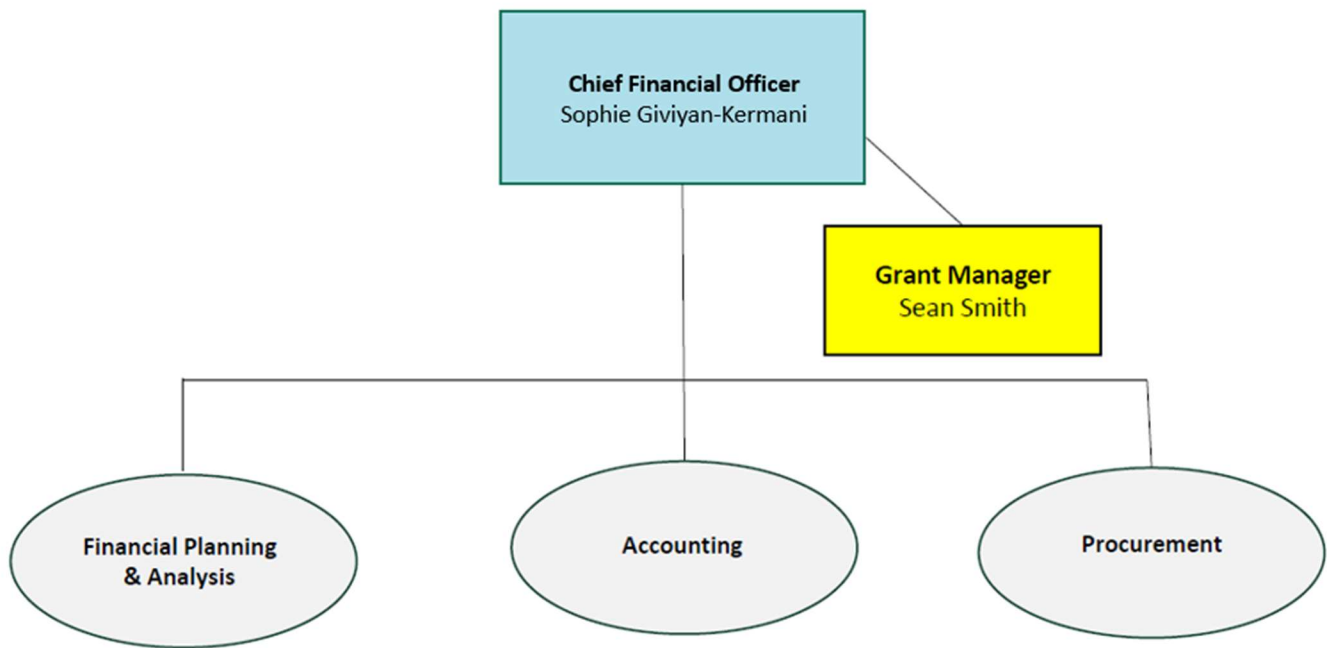 Chief Financial Officer
Sophie Giviyan-Kermani
Grant Manager
Sean Smith
Financial Planning
& Analysis
Accounting
Procurement